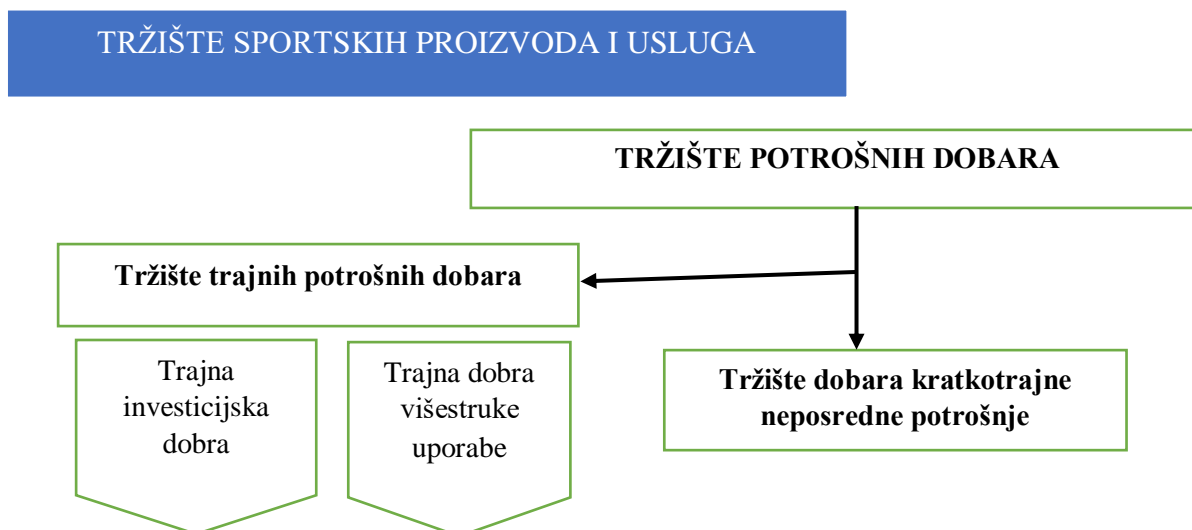 TRŽIŠTE SPORTSKIH PROIZVODA I USLUGA
TRŽIŠTE POTROŠNIH DOBARA
Tržište trajnih potrošnih dobara
Trajna
investicijska
dobra
Trajna dobra
višestruke
uporabe
Tržište dobara kratkotrajne
neposredne potrošnje